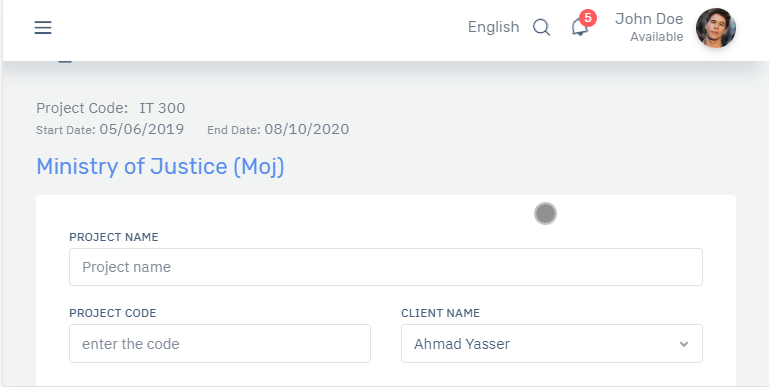 English 5 John Doe
Available
Project Code: IT 300
Start Date: 05/06/2019 End Date: 08/10/2020
Ministry of Justice (Moj)
PROJECT NAME
Project name
PROJECT CODE CLIENT NAME
enter the code Ahmad Yasser